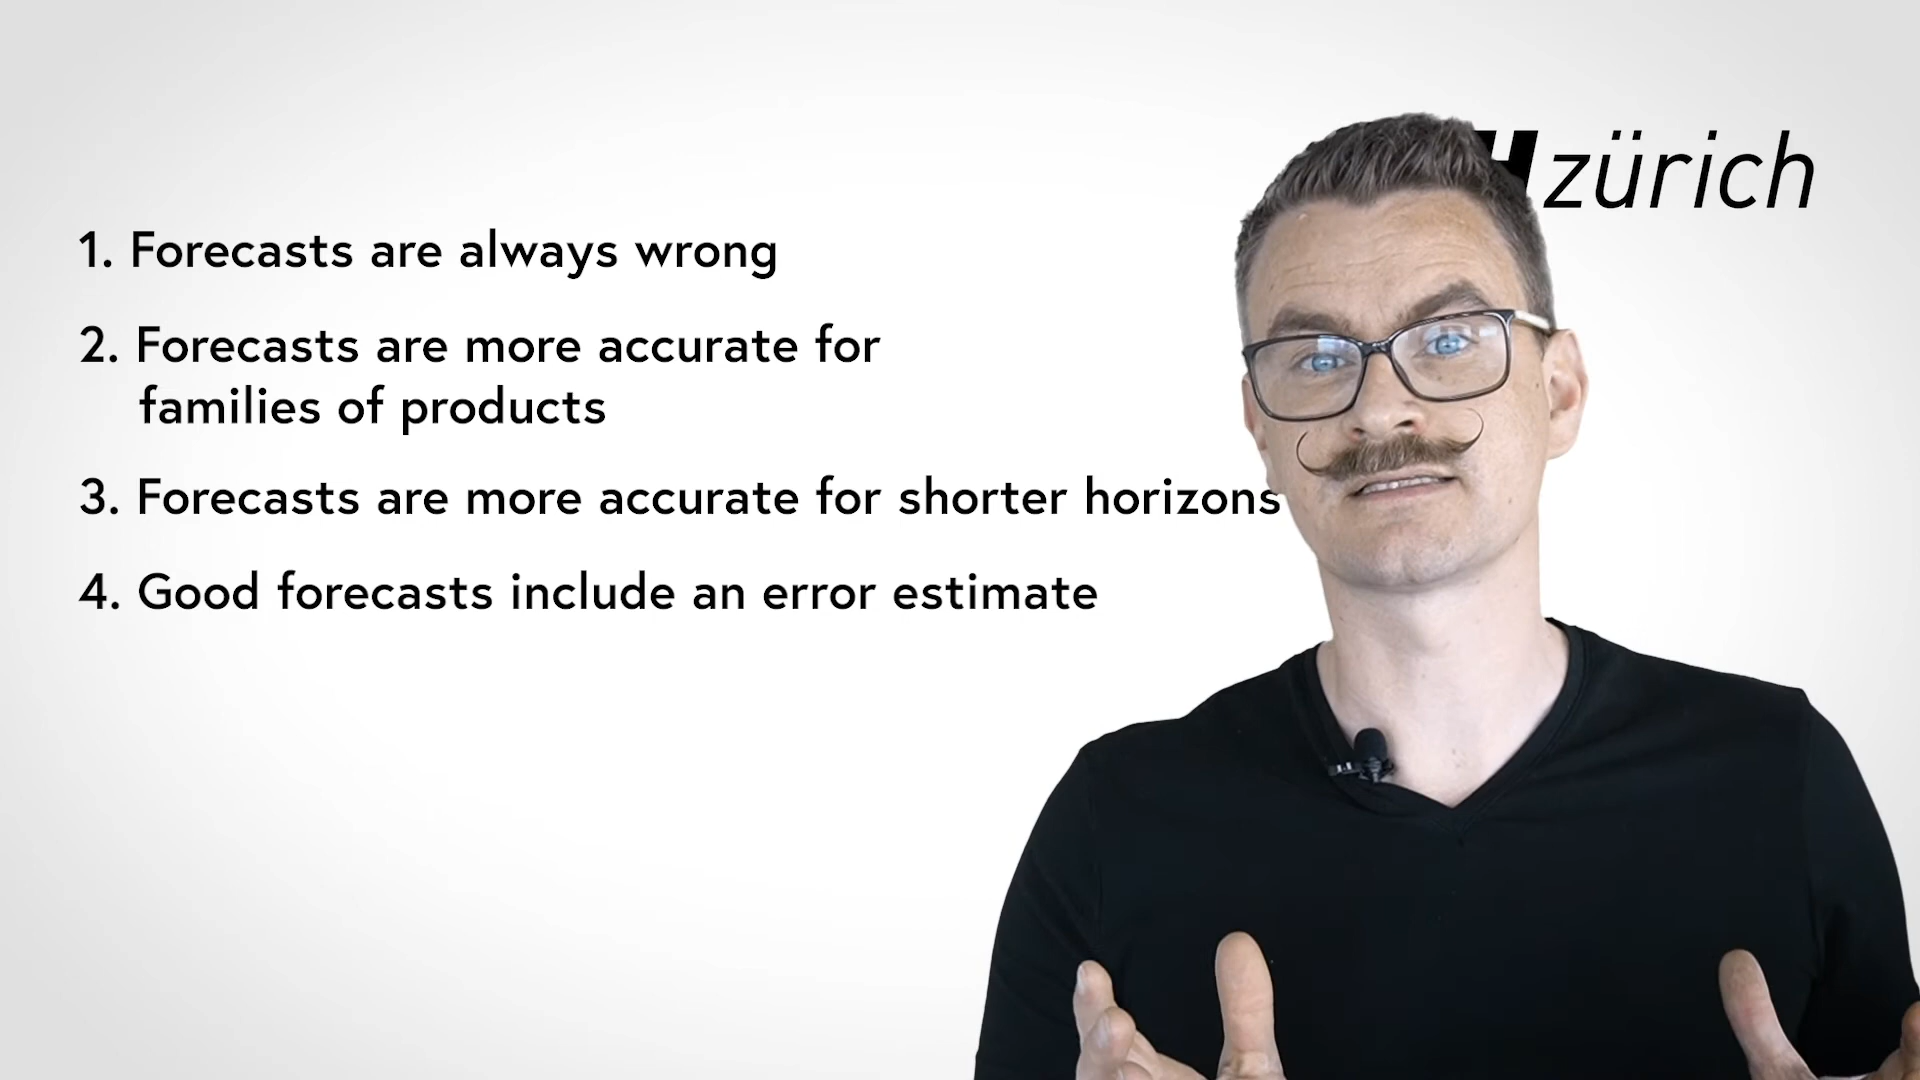 zürich
1. Forecasts are always wrong
2. Forecasts are more accurate for
families of products
3. Forecasts are more accurate for shorter horizons
4. Good forecasts include an error estimate